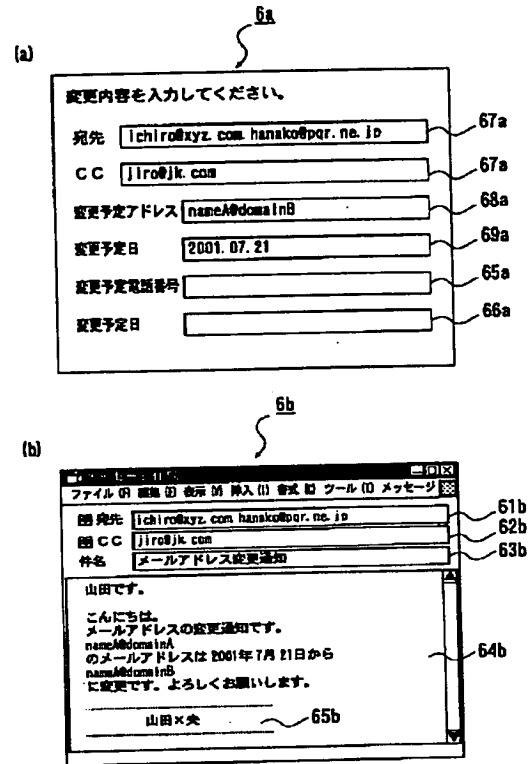 6a
(a)
変更内容を入力してください。
宛先 ichiro@xyz.com hanako@pqr.ne.jp 67a
CC jiro@jk.com 67a
変更予定アドレス nameA@domainB 68a
変更予定日 2001.07.21 69a
変更予定電話番号 65a
変更予定日 66a
6b
(b)
ファイル(F) 編集(E) 表示(V) 挿入(I) 書式 ツール(T) メッセージ
宛先 ichiro@xyz.com hanako@pqr.ne.jp 61b
CC jiro@jk.com 62b
件名 メールアドレス変更通知 63b
山田です。
こんにちは。
メールアドレスの変更通知です。
nameA@domainA
のメールアドレスは2001年7月21日から 64b
nameA@domainB
に変更です。よろしくお願いします。
山田×夫 65b